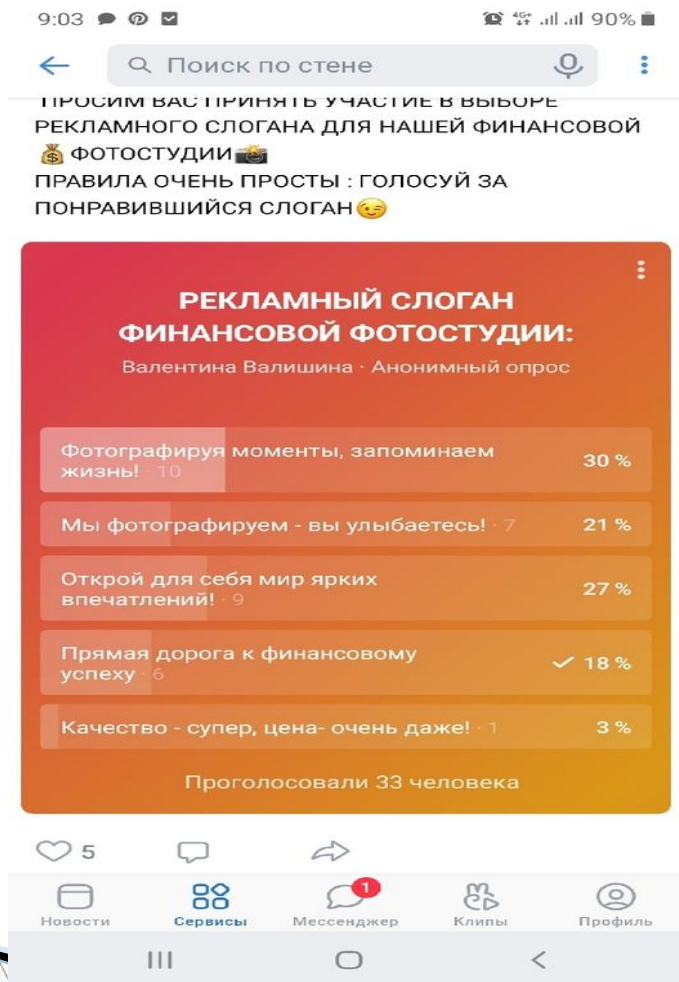 9:03
4G+
90%
Поиск по стене
ПРОСИМ ВАС ПРИНЯТЬ УЧАСТИЕ В ВЫБОРЕ
РЕКЛАМНОГО СЛОГАНА ДЛЯ НАШЕЙ ФИНАНСОВОЙ
💰 ФОТОСТУДИИ📸
ПРАВИЛА ОЧЕНЬ ПРОСТЫ : ГОЛОСУЙ ЗА
ПОНРАВИВШИЙСЯ СЛОГАН😉
РЕКЛАМНЫЙ СЛОГАН
ФИНАНСОВОЙ ФОТОСТУДИИ:
Валентина Валишина · Анонимный опрос
Фотографируя моменты, запоминаем
жизнь! · 10
30 %
Мы фотографируем - вы улыбаетесь! · 7
21 %
Открой для себя мир ярких
впечатлений! · 9
27 %
Прямая дорога к финансовому
успеху · 6
18 %
Качество - супер, цена- очень даже! · 1
3 %
Проголосовали 33 человека
5
1
Новости
Сервисы
Мессенджер
Клипы
Профиль